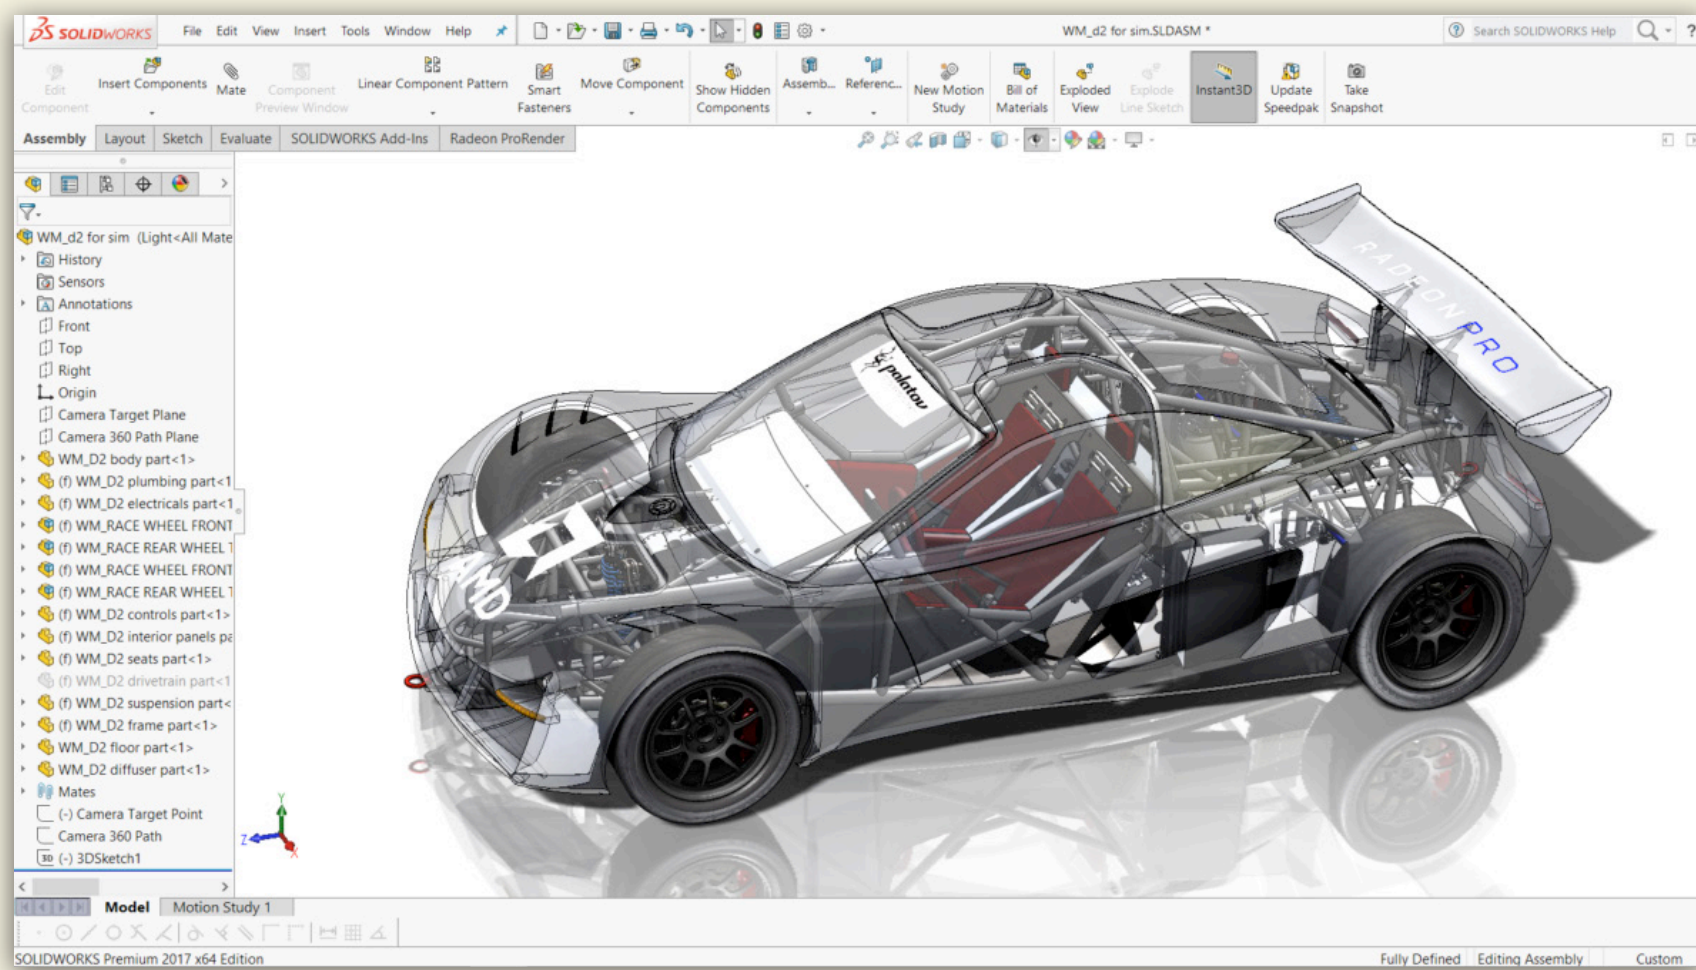 SOLIDWORKS File Edit View Insert Tools Window Help WM_d2 for sim.SLDASM * Search SOLIDWORKS Help ?
Edit Component
Insert Components
Mate
Component Preview Window
Linear Component Pattern
Smart Fasteners
Move Component
Show Hidden Components
Assemb...
Referenc...
New Motion Study
Bill of Materials
Exploded View
Explode Line Sketch
Instant3D
Update Speedpak
Take Snapshot
Assembly Layout Sketch Evaluate SOLIDWORKS Add-Ins Radeon ProRender
WM_d2 for sim (Light<All Mate
History
Sensors
Annotations
Front
Top
Right
Origin
Camera Target Plane
Camera 360 Path Plane
WM_D2 body part<1>
(f) WM_D2 plumbing part<1
(f) WM_D2 electricals part<1
(f) WM_RACE WHEEL FRONT
(f) WM_RACE REAR WHEEL T
(f) WM_RACE WHEEL FRONT
(f) WM_RACE REAR WHEEL T
(f) WM_D2 controls part<1>
(f) WM_D2 interior panels pa
(f) WM_D2 seats part<1>
(f) WM_D2 drivetrain part<1
(f) WM_D2 suspension part<
(f) WM_D2 frame part<1>
WM_D2 floor part<1>
WM_D2 diffuser part<1>
Mates
(-) Camera Target Point
Camera 360 Path
3D (-) 3DSketch1
RADEON PRO
palatov
AMD
Y
Z
X
Model Motion Study 1
SOLIDWORKS Premium 2017 x64 Edition Fully Defined Editing Assembly Custom